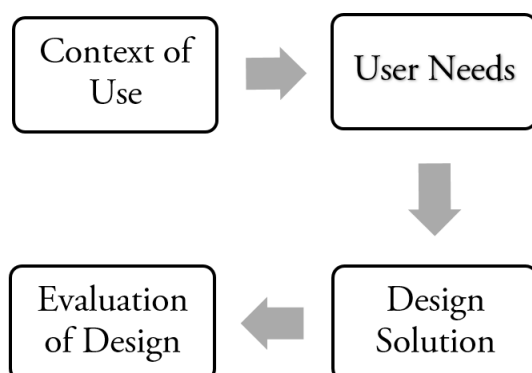 Context of
Use
User Needs
Design
Solution
Evaluation
of Design